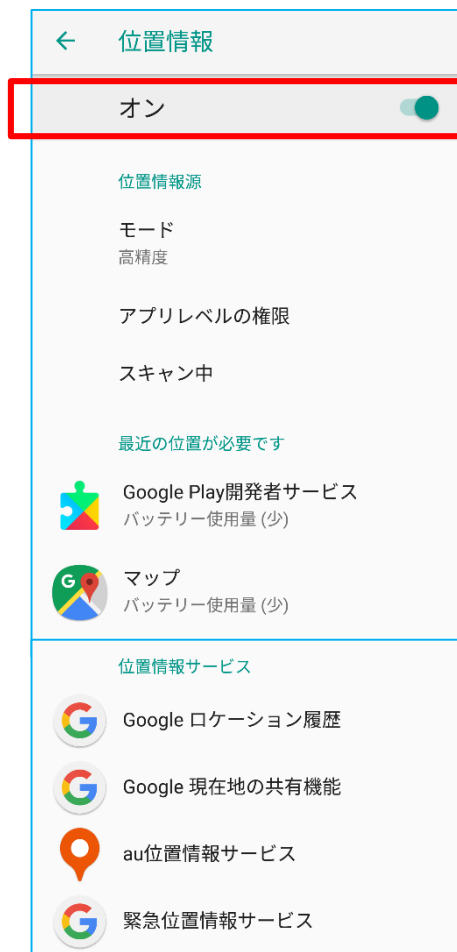 位置情報
オン
位置情報源
モード
高精度
アプリレベルの権限
スキャン中
最近の位置が必要です
Google Play開発者サービス
バッテリー使用量 (少)
G
マップ
バッテリー使用量 (少)
位置情報サービス
Google ロケーション履歴
Google 現在地の共有機能
au位置情報サービス
緊急位置情報サービス